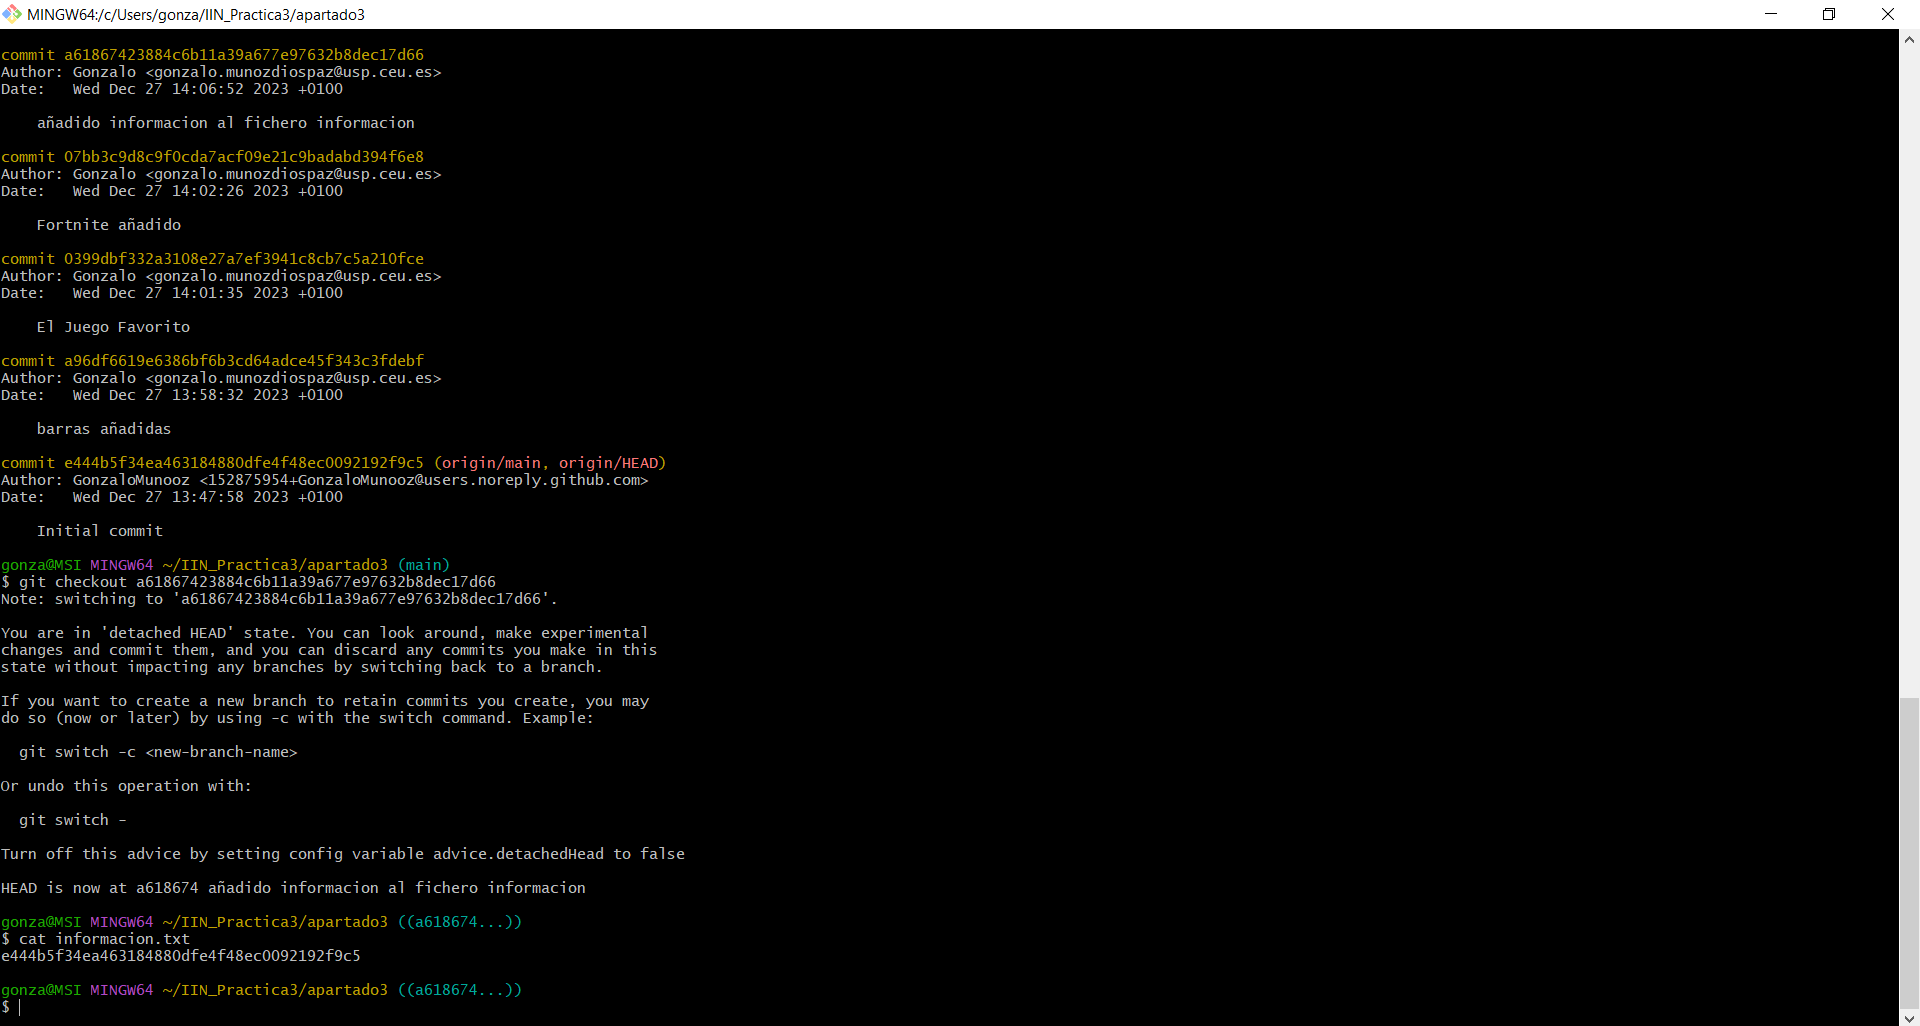 MINGW64:/c/Users/gonza/IIN_Practica3/apartado3
commit a61867423884c6b11a39a677e97632b8dec17d66
Author: Gonzalo <gonzalo.munozdiospaz@usp.ceu.es>
Date:   Wed Dec 27 14:06:52 2023 +0100
    añadido informacion al fichero informacion
commit 07bb3c9d8c9f0cda7acf09e21c9badabd394f6e8
Author: Gonzalo <gonzalo.munozdiospaz@usp.ceu.es>
Date:   Wed Dec 27 14:02:26 2023 +0100
    Fortnite añadido
commit 0399dbf332a3108e27a7ef3941c8cb7c5a210fce
Author: Gonzalo <gonzalo.munozdiospaz@usp.ceu.es>
Date:   Wed Dec 27 14:01:35 2023 +0100
    El Juego Favorito
commit a96df6619e6386bf6b3cd64adce45f343c3fdebf
Author: Gonzalo <gonzalo.munozdiospaz@usp.ceu.es>
Date:   Wed Dec 27 13:58:32 2023 +0100
    barras añadidas
commit e444b5f34ea463184880dfe4f48ec0092192f9c5 (origin/main, origin/HEAD)
Author: GonzaloMunooz <152875954+GonzaloMunooz@users.noreply.github.com>
Date:   Wed Dec 27 13:47:58 2023 +0100
    Initial commit
gonza@MSI MINGW64 ~/IIN_Practica3/apartado3 (main)
$ git checkout a61867423884c6b11a39a677e97632b8dec17d66
Note: switching to 'a61867423884c6b11a39a677e97632b8dec17d66'.
You are in 'detached HEAD' state. You can look around, make experimental
changes and commit them, and you can discard any commits you make in this
state without impacting any branches by switching back to a branch.
If you want to create a new branch to retain commits you create, you may
do so (now or later) by using -c with the switch command. Example:
  git switch -c <new-branch-name>
Or undo this operation with:
  git switch -
Turn off this advice by setting config variable advice.detachedHead to false
HEAD is now at a618674 añadido informacion al fichero informacion
gonza@MSI MINGW64 ~/IIN_Practica3/apartado3 ((a618674...))
$ cat informacion.txt
e444b5f34ea463184880dfe4f48ec0092192f9c5
gonza@MSI MINGW64 ~/IIN_Practica3/apartado3 ((a618674...))
$